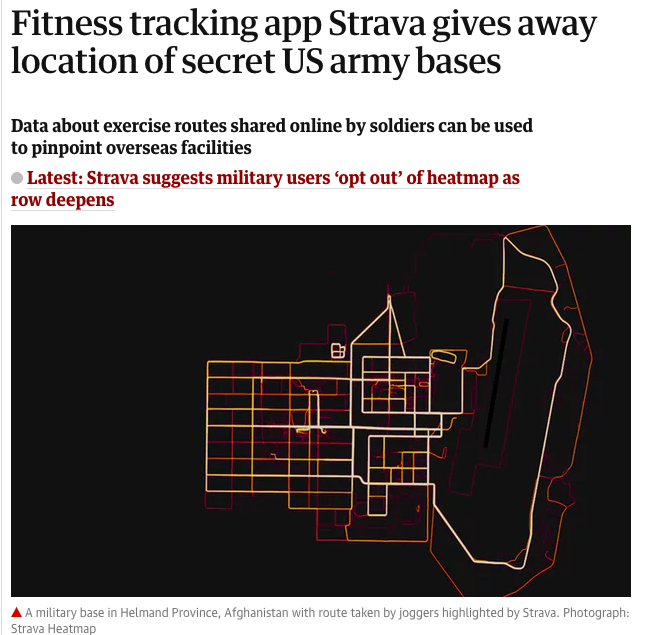 Fitness tracking app Strava gives away
location of secret US army bases
Data about exercise routes shared online by soldiers can be used
to pinpoint overseas facilities
Latest: Strava suggests military users ‘opt out’ of heatmap as
row deepens
A military base in Helmand Province, Afghanistan with route taken by joggers highlighted by Strava. Photograph:
Strava Heatmap